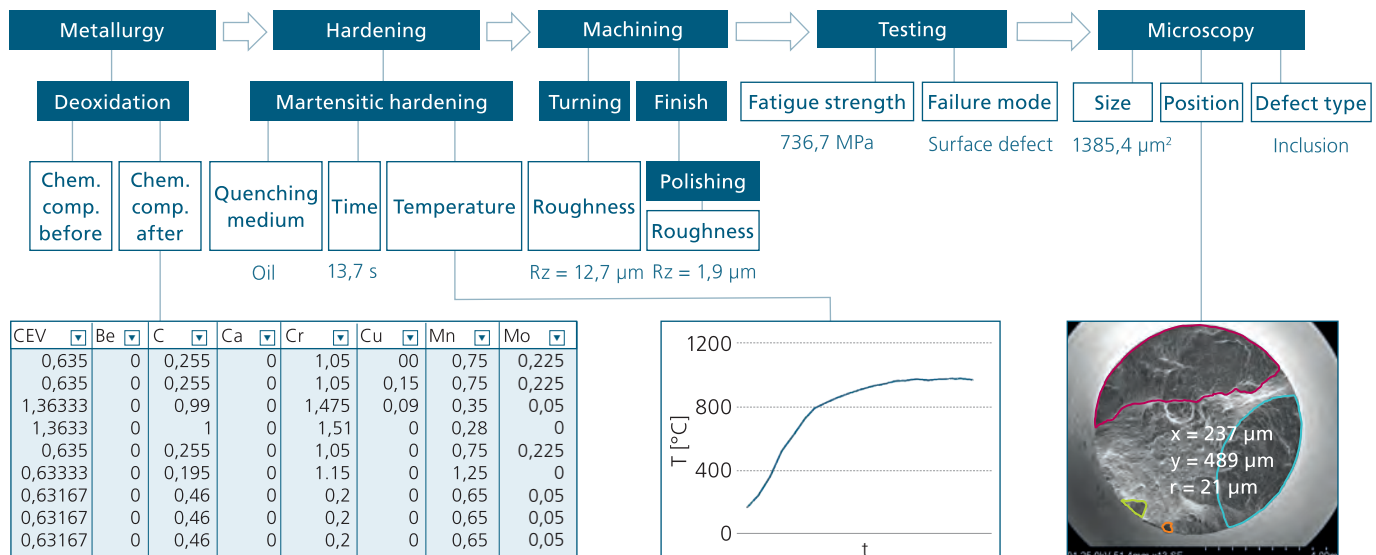 Metallurgy Hardening Machining Testing Microscopy
Deoxidation Martensitic hardening Turning Finish Fatigue strength Failure mode Size Position Defect type
736,7 MPa Surface defect 1385,4 µm² Inclusion
Chem.
comp.
before
Chem.
comp.
after
Quenching
medium
Time
Temperature
Roughness
Polishing
Roughness
Oil 13,7 s Rz = 12,7 µm Rz = 1,9 µm
CEV Be C Ca Cr Cu Mn Mo
0,635 0 0,255 0 1,05 00 0,75 0,225
0,635 0 0,255 0 1,05 0,15 0,75 0,225
1,36333 0 0,99 0 1,475 0,09 0,35 0,05
1,3633 0 1 0 1,51 0 0,28 0
0,635 0 0,255 0 1,05 0 0,75 0,225
0,63333 0 0,195 0 1.15 0 1,25 0
0,63167 0 0,46 0 0,2 0 0,65 0,05
0,63167 0 0,46 0 0,2 0 0,65 0,05
0,63167 0 0,46 0 0,2 0 0,65 0,05
1200
800
400
0
T [°C]
t
x = 237 µm
y = 489 µm
r = 21 µm